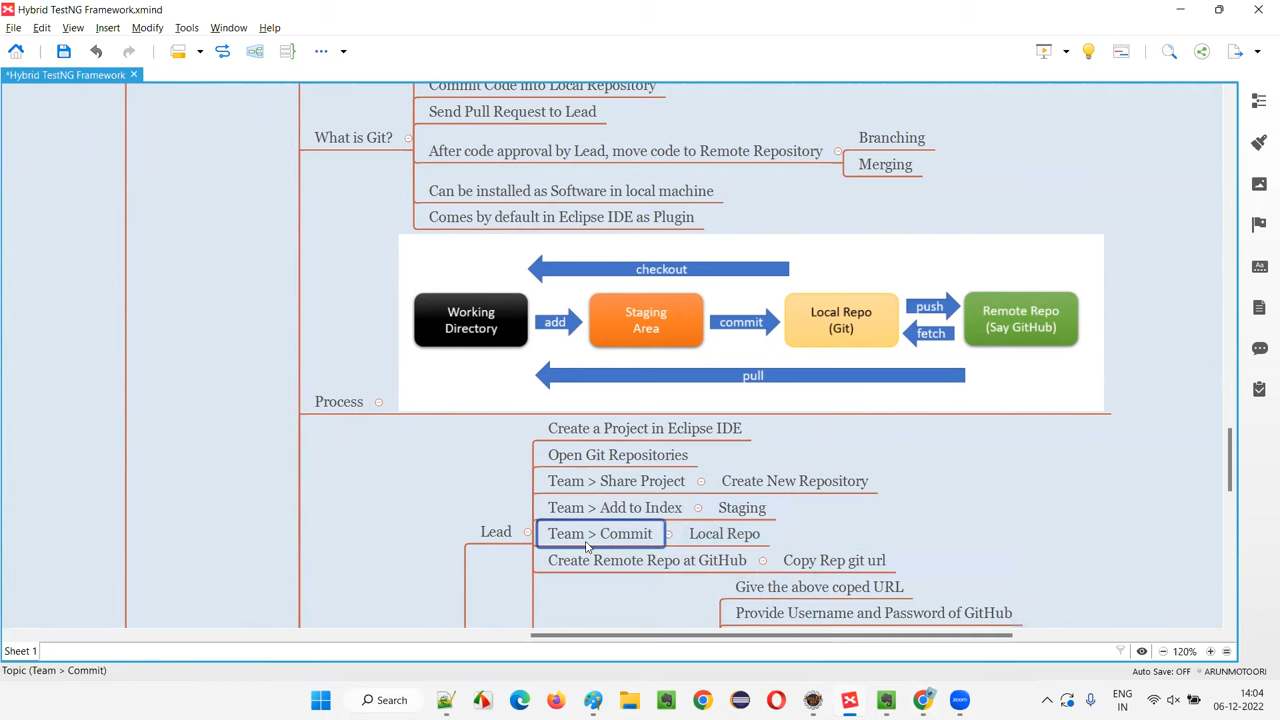 Hybrid TestNG Framework.xmind
File Edit View Insert Modify Tools Window Help
*Hybrid TestNG Framework
Commit Code into Local Repository
Send Pull Request to Lead
What is Git?
After code approval by Lead, move code to Remote Repository
Branching
Merging
Can be installed as Software in local machine
Comes by default in Eclipse IDE as Plugin
checkout
Working
Directory
add
Staging
Area
commit
Local Repo
(Git)
push
fetch
Remote Repo
(Say GitHub)
pull
Process
Create a Project in Eclipse IDE
Open Git Repositories
Team > Share Project Create New Repository
Team > Add to Index Staging
Lead
Team > Commit Local Repo
Create Remote Repo at GitHub Copy Rep git url
Give the above coped URL
Provide Username and Password of GitHub
Sheet 1
120%
Topic (Team > Commit)
Auto Save: OFF ARUNMOTOORI
Search
ENG
IN
14:04
06-12-2022